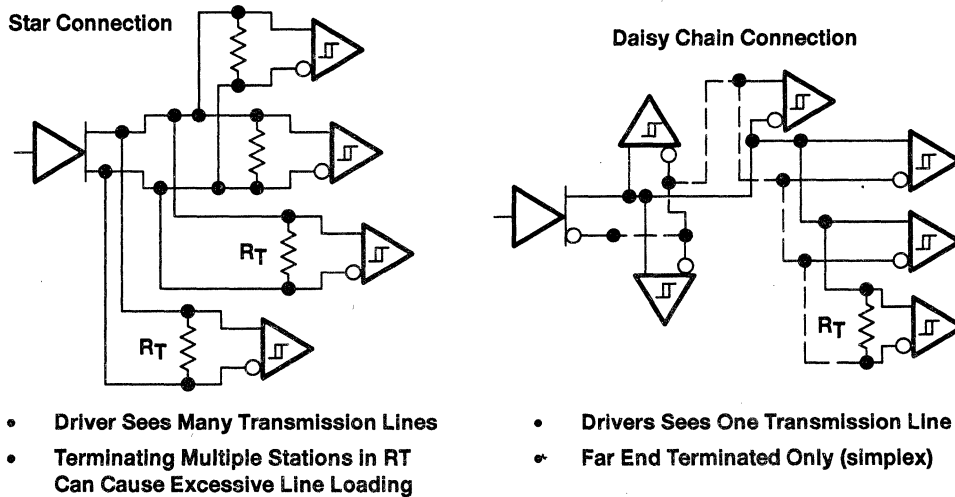 Star Connection
Daisy Chain Connection
RT
RT
RT
• Driver Sees Many Transmission Lines
• Terminating Multiple Stations in RT
Can Cause Excessive Line Loading
• Drivers Sees One Transmission Line
• Far End Terminated Only (simplex)